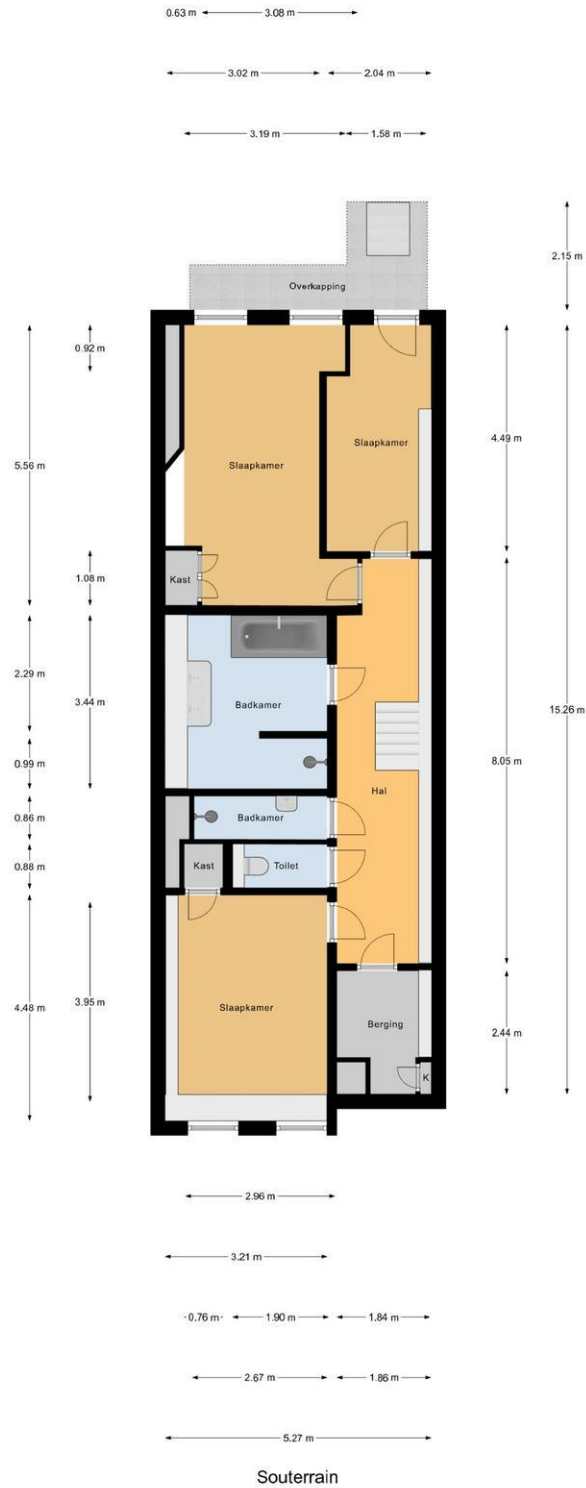 0.63 m 3.08 m
3.02 m 2.04 m
3.19 m 1.58 m
2.15 m
Overkapping
0.92 m
Slaapkamer 4.49 m
5.56 m Slaapkamer
Kast 1.08 m
2.29 m 3.44 m Badkamer 15.26 m
0.99 m 8.05 m
Hal
0.86 m Badkamer
0.88 m Kast Toilet
4.48 m 3.95 m Slaapkamer
Berging 2.44 m
K
2.96 m
3.21 m
0.76 m 1.90 m 1.84 m
2.67 m 1.86 m
5.27 m
Souterrain